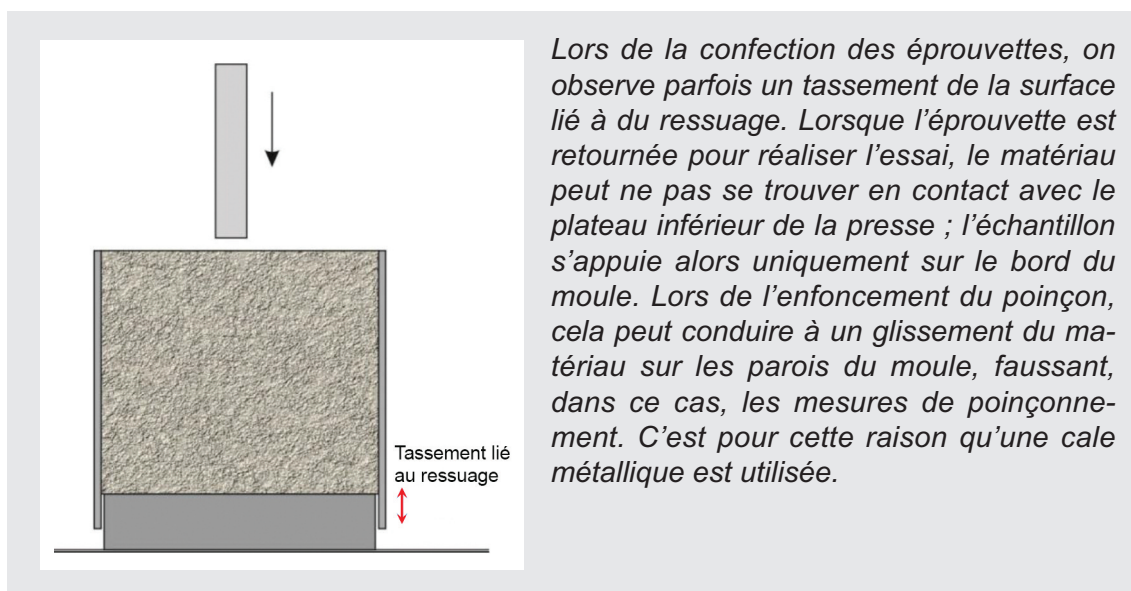 Lors de la confection des éprouvettes, on
observe parfois un tassement de la surface
lié à du ressuage. Lorsque l'éprouvette est
retournée pour réaliser l'essai, le matériau
peut ne pas se trouver en contact avec le
plateau inférieur de la presse ; l'échantillon
s'appuie alors uniquement sur le bord du
moule. Lors de l'enfoncement du poinçon,
cela peut conduire à un glissement du ma-
tériau sur les parois du moule, faussant,
dans ce cas, les mesures de poinçonne-
ment. C'est pour cette raison qu'une cale
métallique est utilisée.
Tassement lié
au ressuage